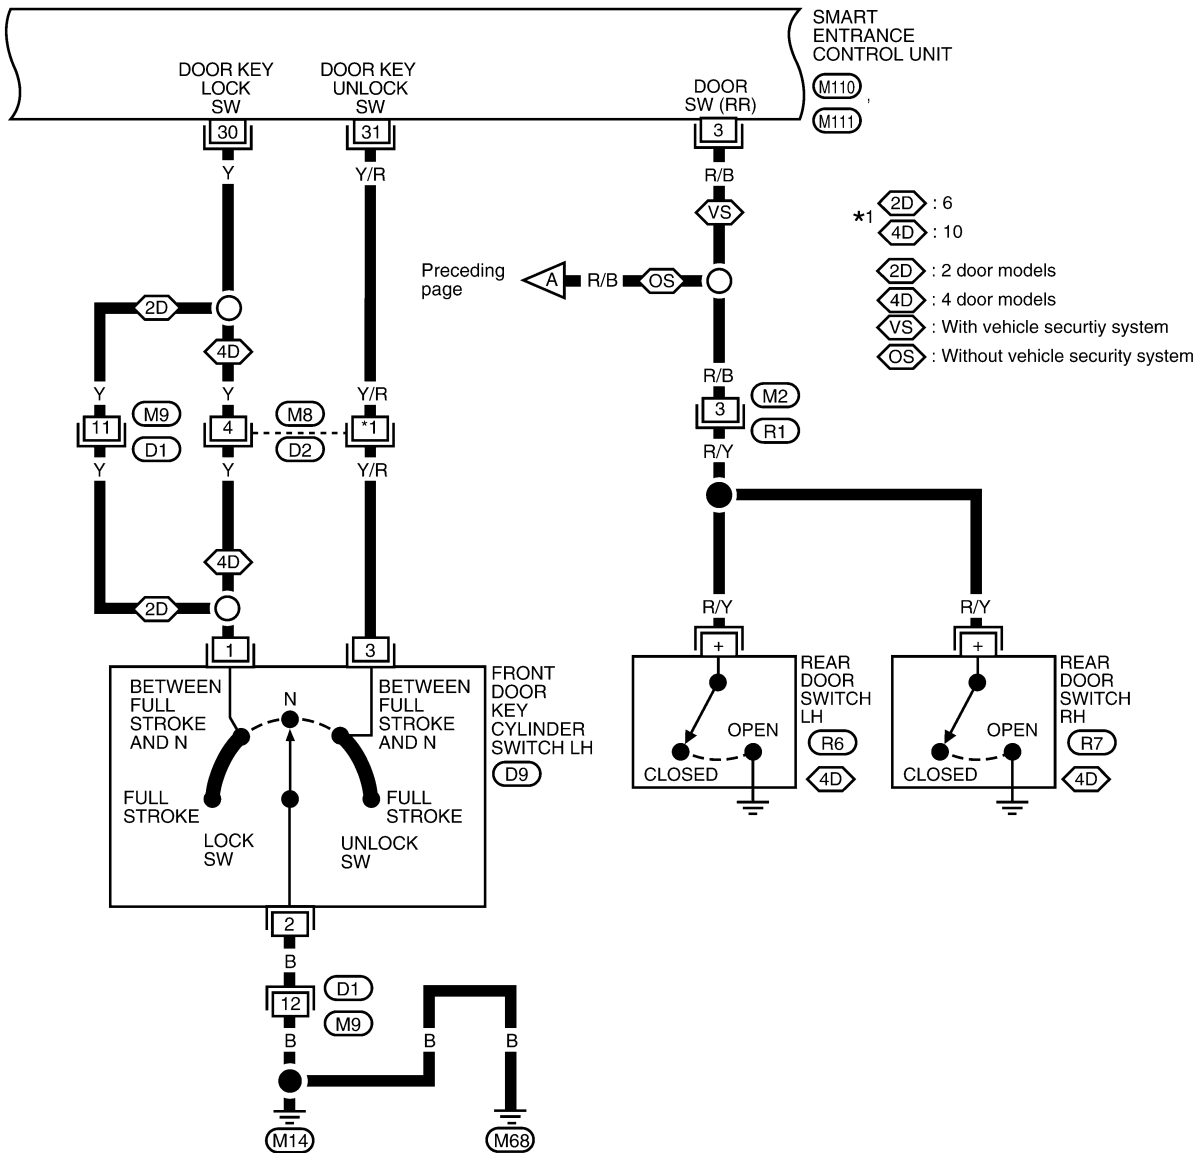 SMART
ENTRANCE
CONTROL UNIT
M110 ,
M111
DOOR KEY
LOCK
SW
DOOR KEY
UNLOCK
SW
DOOR
SW (RR)
30
31
3
Y
Y/R
R/B
VS
*1
2D : 6
4D : 10
2D : 2 door models
4D : 4 door models
VS : With vehicle securtiy system
OS : Without vehicle security system
Preceding
page
A
R/B
OS
2D
4D
Y
Y
Y/R
R/B
11
M9
D1
4
M8
D2
*1
3
M2
R1
Y
Y
Y/R
R/Y
4D
2D
R/Y
R/Y
1
3
+
+
FRONT
DOOR
KEY
CYLINDER
SWITCH LH
D9
BETWEEN
FULL
STROKE
AND N
N
BETWEEN
FULL
STROKE
AND N
FULL
STROKE
FULL
STROKE
LOCK
SW
UNLOCK
SW
REAR
DOOR
SWITCH
LH
R6
4D
OPEN
CLOSED
REAR
DOOR
SWITCH
RH
R7
4D
OPEN
CLOSED
2
B
12
D1
M9
B
B
B
M14
M68